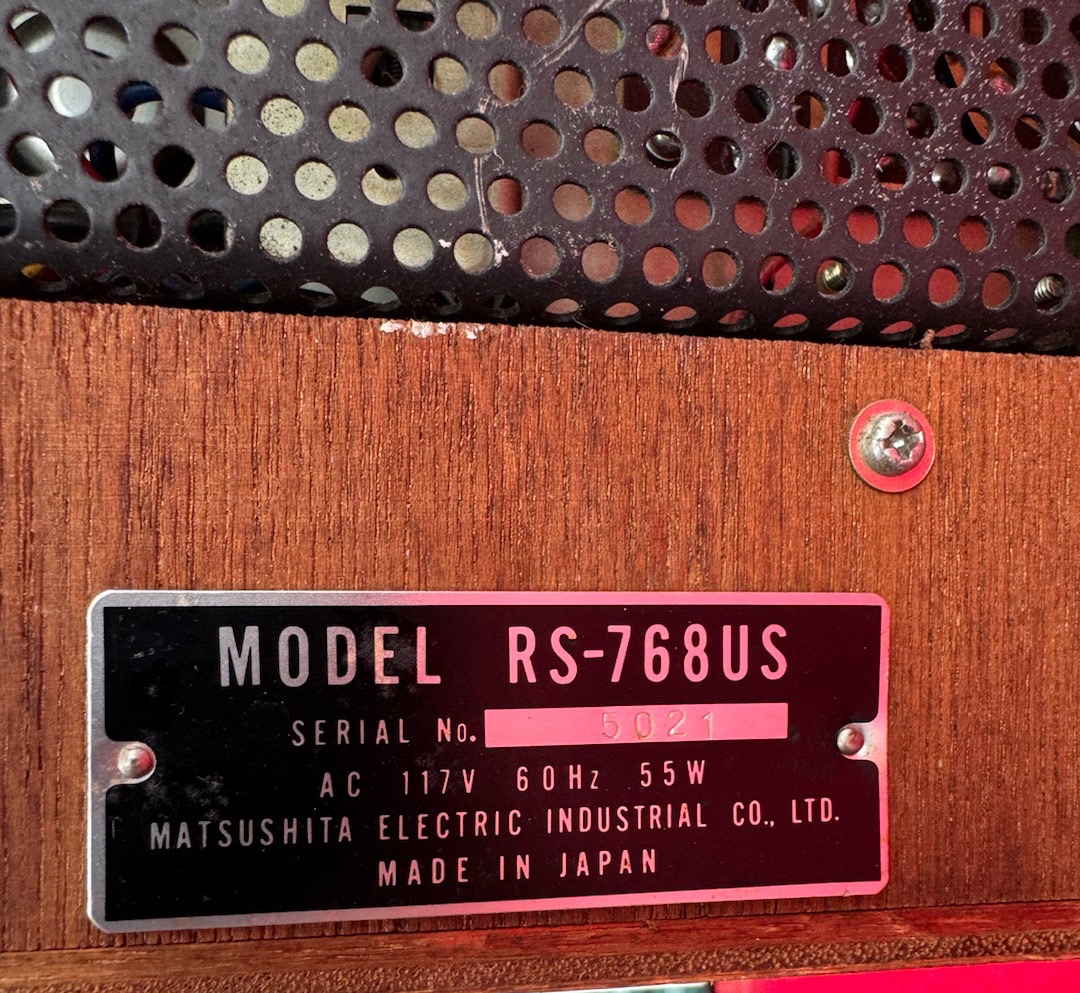 MODEL RS-768US
SERIAL No. 5021
AC 117V 60Hz 55W
MATSUSHITA ELECTRIC INDUSTRIAL CO., LTD.
MADE IN JAPAN